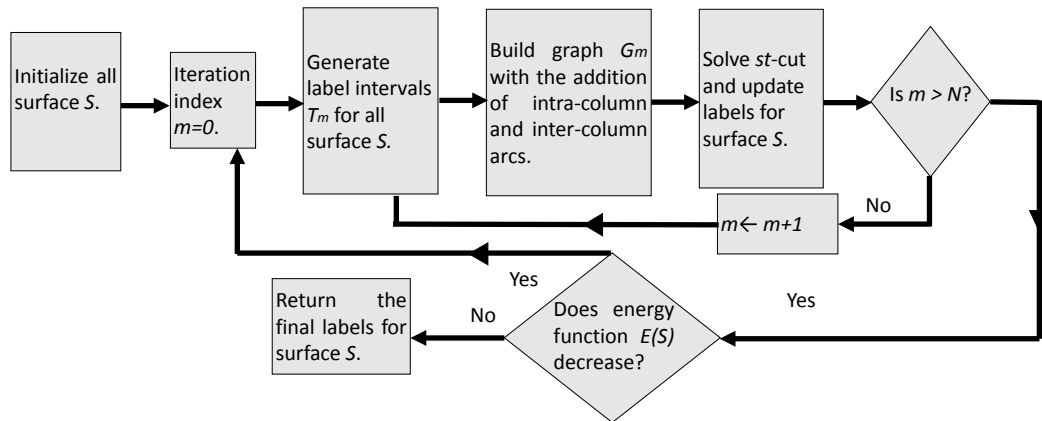 Initialize all
surface S.
Iteration
index
m=0.
Generate
label intervals
Tm for all
surface S.
Build graph Gm
with the addition
of intra-column
and inter-column
arcs.
Solve st-cut
and update
labels for
surface S.
Is m > N?
No
m← m+1
Yes
Yes
Does energy
function E(S)
decrease?
No
Return the
final labels for
surface S.